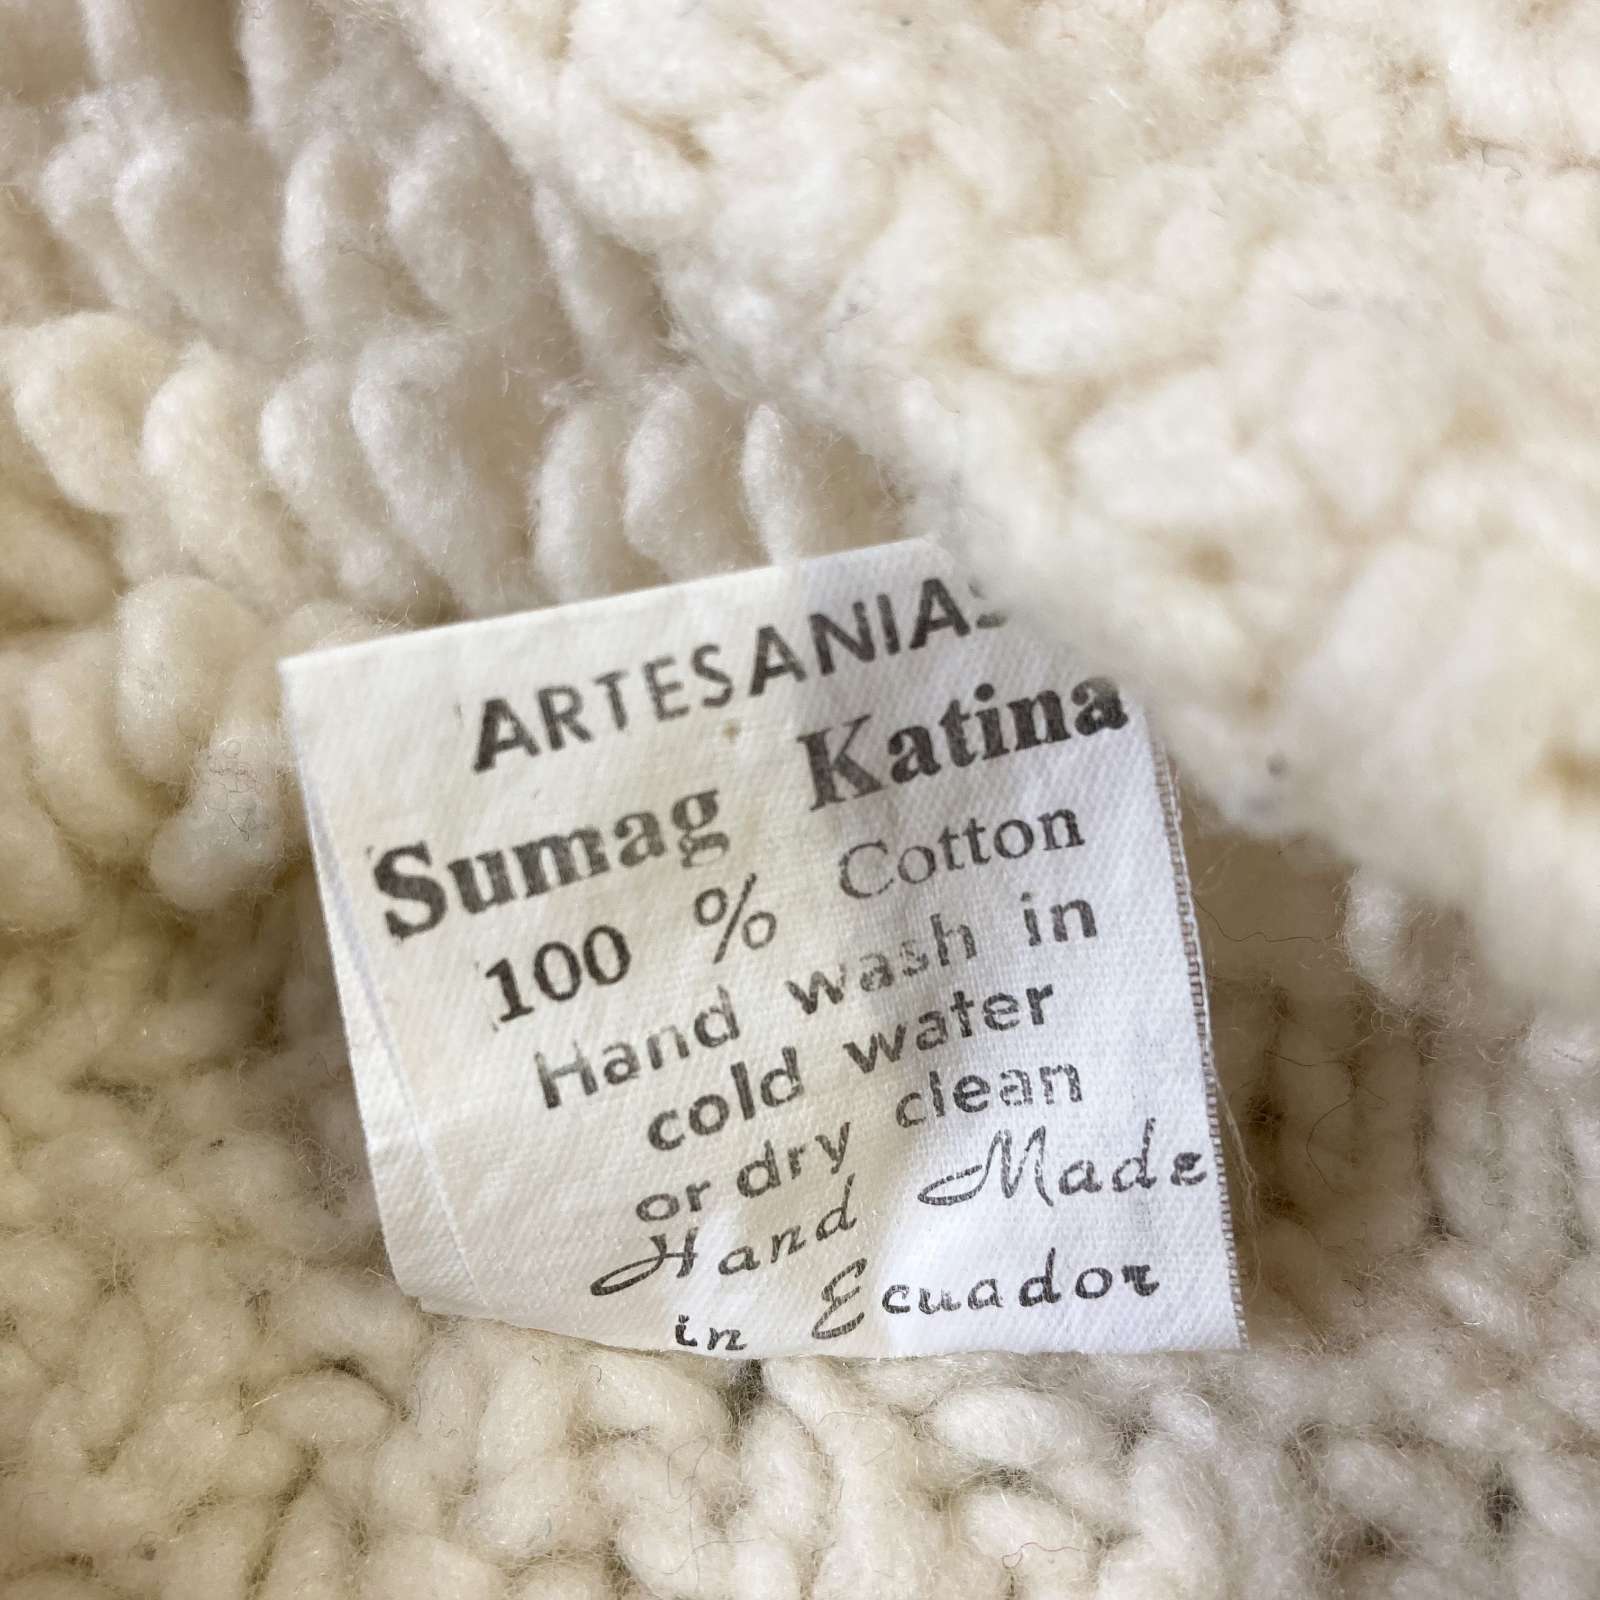 ARTESANIAS
Sumag Katina
100 % Cotton
Hand wash in
cold water
or dry clean
Hand Made
in Ecuador